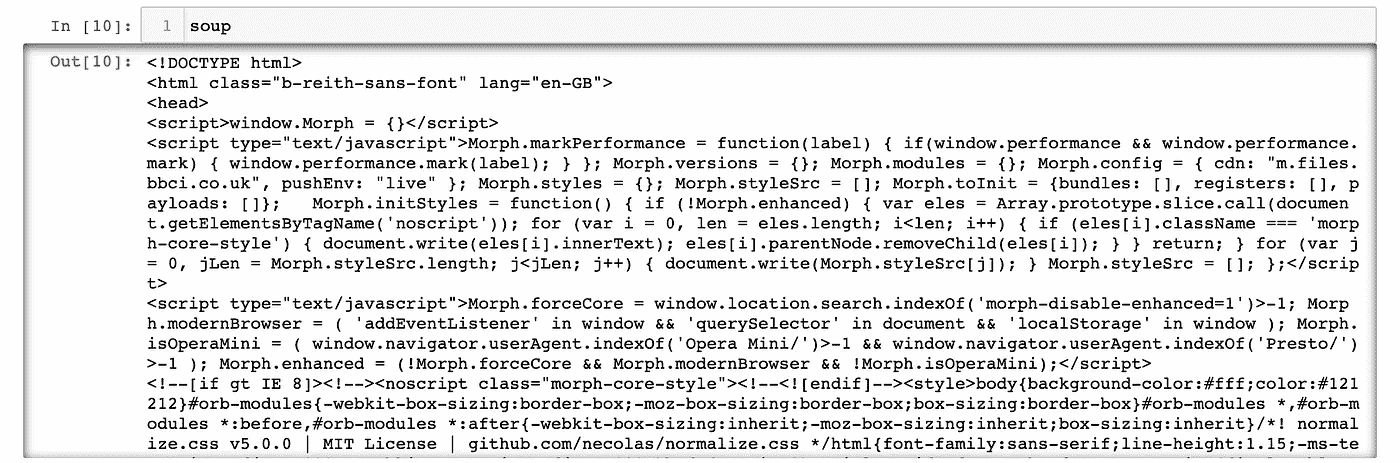 In [10]: 1 soup
Out[10]: <!DOCTYPE html>
<html class="b-reith-sans-font" lang="en-GB">
<head>
<script>window.Morph = {}</script>
<script type="text/javascript">Morph.markPerformance = function(label) { if(window.performance && window.performance.
mark) { window.performance.mark(label); } }; Morph.versions = {}; Morph.modules = {}; Morph.config = { cdn: "m.files.
bbci.co.uk", pushEnv: "live" }; Morph.styles = {}; Morph.styleSrc = []; Morph.toInit = {bundles: [], registers: [], p
ayloads: []};   Morph.initStyles = function() { if (!Morph.enhanced) { var eles = Array.prototype.slice.call(documen
t.getElementsByTagName('noscript')); for (var i = 0, len = eles.length; i<len; i++) { if (eles[i].className === 'morp
h-core-style') { document.write(eles[i].innerText); eles[i].parentNode.removeChild(eles[i]); } } return; } for (var j
= 0, jLen = Morph.styleSrc.length; j<jLen; j++) { document.write(Morph.styleSrc[j]); } Morph.styleSrc = []; };</scrip
t>
<script type="text/javascript">Morph.forceCore = window.location.search.indexOf('morph-disable-enhanced=1')>-1; Morp
h.modernBrowser = ( 'addEventListener' in window && 'querySelector' in document && 'localStorage' in window ); Morph.
isOperaMini = ( window.navigator.userAgent.indexOf('Opera Mini/')>-1 && window.navigator.userAgent.indexOf('Presto/')
>-1 ); Morph.enhanced = (!Morph.forceCore && Morph.modernBrowser && !Morph.isOperaMini);</script>
<!--[if gt IE 8]><!--><noscript class="morph-core-style"><!--<![endif]--><style>body{background-color:#fff;color:#121
212}#orb-modules{-webkit-box-sizing:border-box;-moz-box-sizing:border-box;box-sizing:border-box}#orb-modules *,#orb-m
odules *:before,#orb-modules *:after{-webkit-box-sizing:inherit;-moz-box-sizing:inherit;box-sizing:inherit}/*! normal
ize.css v5.0.0 | MIT License | github.com/necolas/normalize.css */html{font-family:sans-serif;line-height:1.15;-ms-te